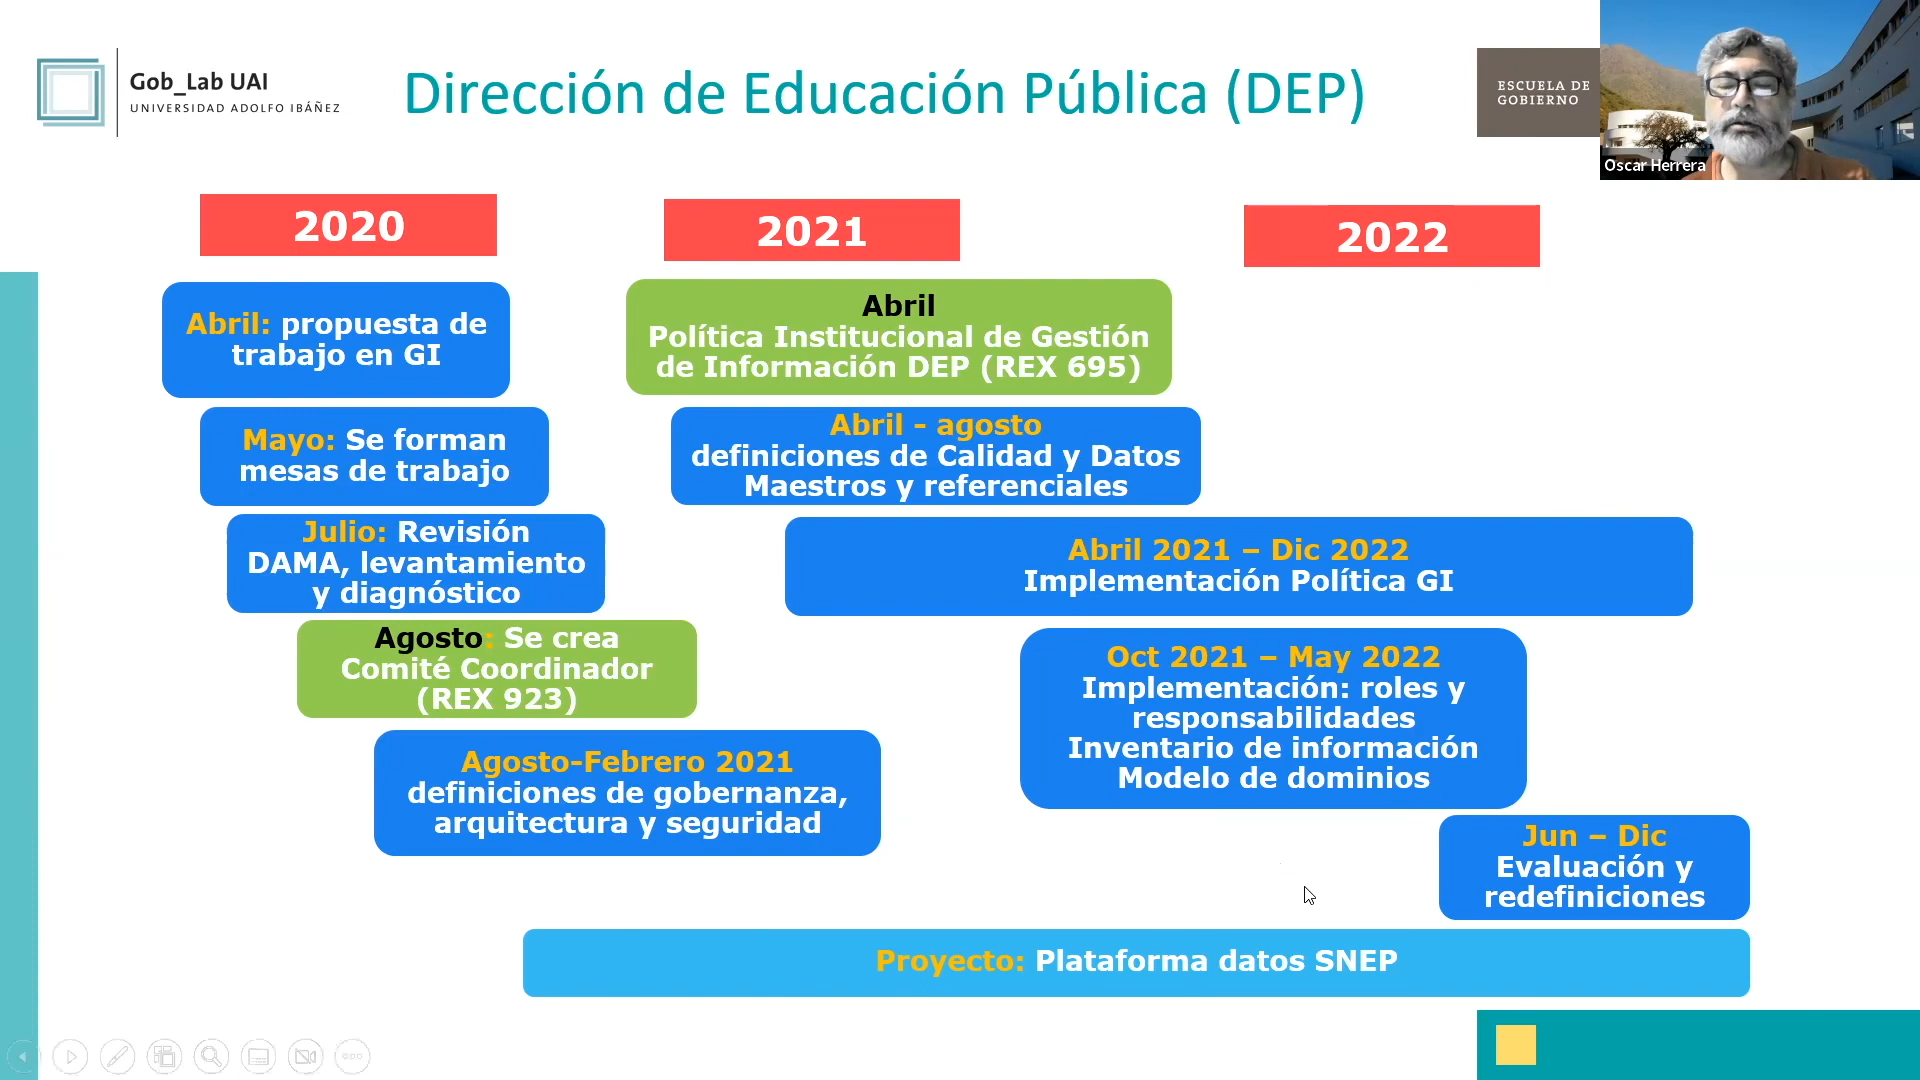 Gob_Lab UAI
UNIVERSIDAD ADOLFO IBÁÑEZ
Dirección de Educación Pública (DEP)
ESCUELA DE
GOBIERNO
Oscar Herrera
2020
2021
2022
Abril: propuesta de
trabajo en GI
Mayo: Se forman
mesas de trabajo
Julio: Revisión
DAMA, levantamiento
y diagnóstico
Agosto: Se crea
Comité Coordinador
(REX 923)
Agosto-Febrero 2021
definiciones de gobernanza,
arquitectura y seguridad
Abril
Política Institucional de Gestión
de Información DEP (REX 695)
Abril - agosto
definiciones de Calidad y Datos
Maestros y referenciales
Abril 2021 – Dic 2022
Implementación Política GI
Oct 2021 – May 2022
Implementación: roles y
responsabilidades
Inventario de información
Modelo de dominios
Jun – Dic
Evaluación y
redefiniciones
Proyecto: Plataforma datos SNEP